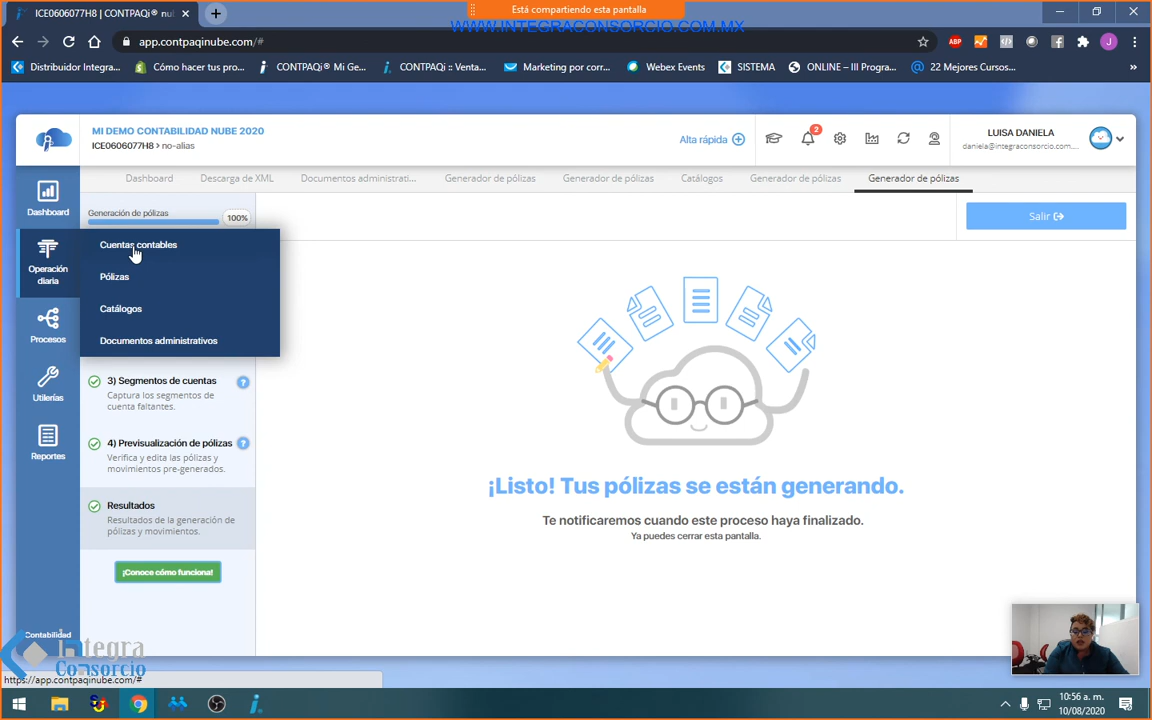 Está compartiendo esta pantalla
ICE0606077H8 | CONTPAQi® nub
WWW.INTEGRACONSORCIO.COM.MX
app.contpaqinube.com/#
ABP
J
Distribuidor Integra...
Cómo hacer tus pro...
CONTPAQi® Mi Ge...
CONTPAQi :: Venta...
Marketing por corr...
Webex Events
SISTEMA
ONLINE – III Progra...
22 Mejores Cursos...
MI DEMO CONTABILIDAD NUBE 2020
ICE0606077H8 > no-alias
Alta rápida
2
LUISA DANIELA
daniela@integraconsorcio.com....
Dashboard
Descarga de XML
Documentos administrati...
Generador de pólizas
Generador de pólizas
Catálogos
Generador de pólizas
Generador de pólizas
Dashboard
Operación diaria
Procesos
Utilerías
Reportes
Contabilidad
Generación de pólizas
100%
Salir
Cuentas contables
Pólizas
Catálogos
Documentos administrativos
3) Segmentos de cuentas
?
Captura los segmentos de
cuenta faltantes.
4) Previsualización de pólizas
?
Verifica y edita las pólizas y
movimientos pre-generados.
Resultados
Resultados de la generación de
pólizas y movimientos.
¡Conoce cómo funciona!
¡Listo! Tus pólizas se están generando.
Te notificaremos cuando este proceso haya finalizado.
Ya puedes cerrar esta pantalla.
Integra
Consorcio
https://app.contpaqinube.com/#
10:56 a. m.
10/08/2020